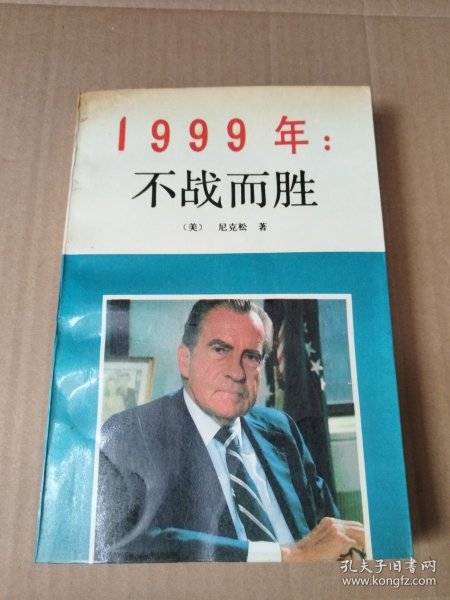 1999年：
不战而胜
（美） 尼克松 著
孔夫子旧书网
www.kongfz.com